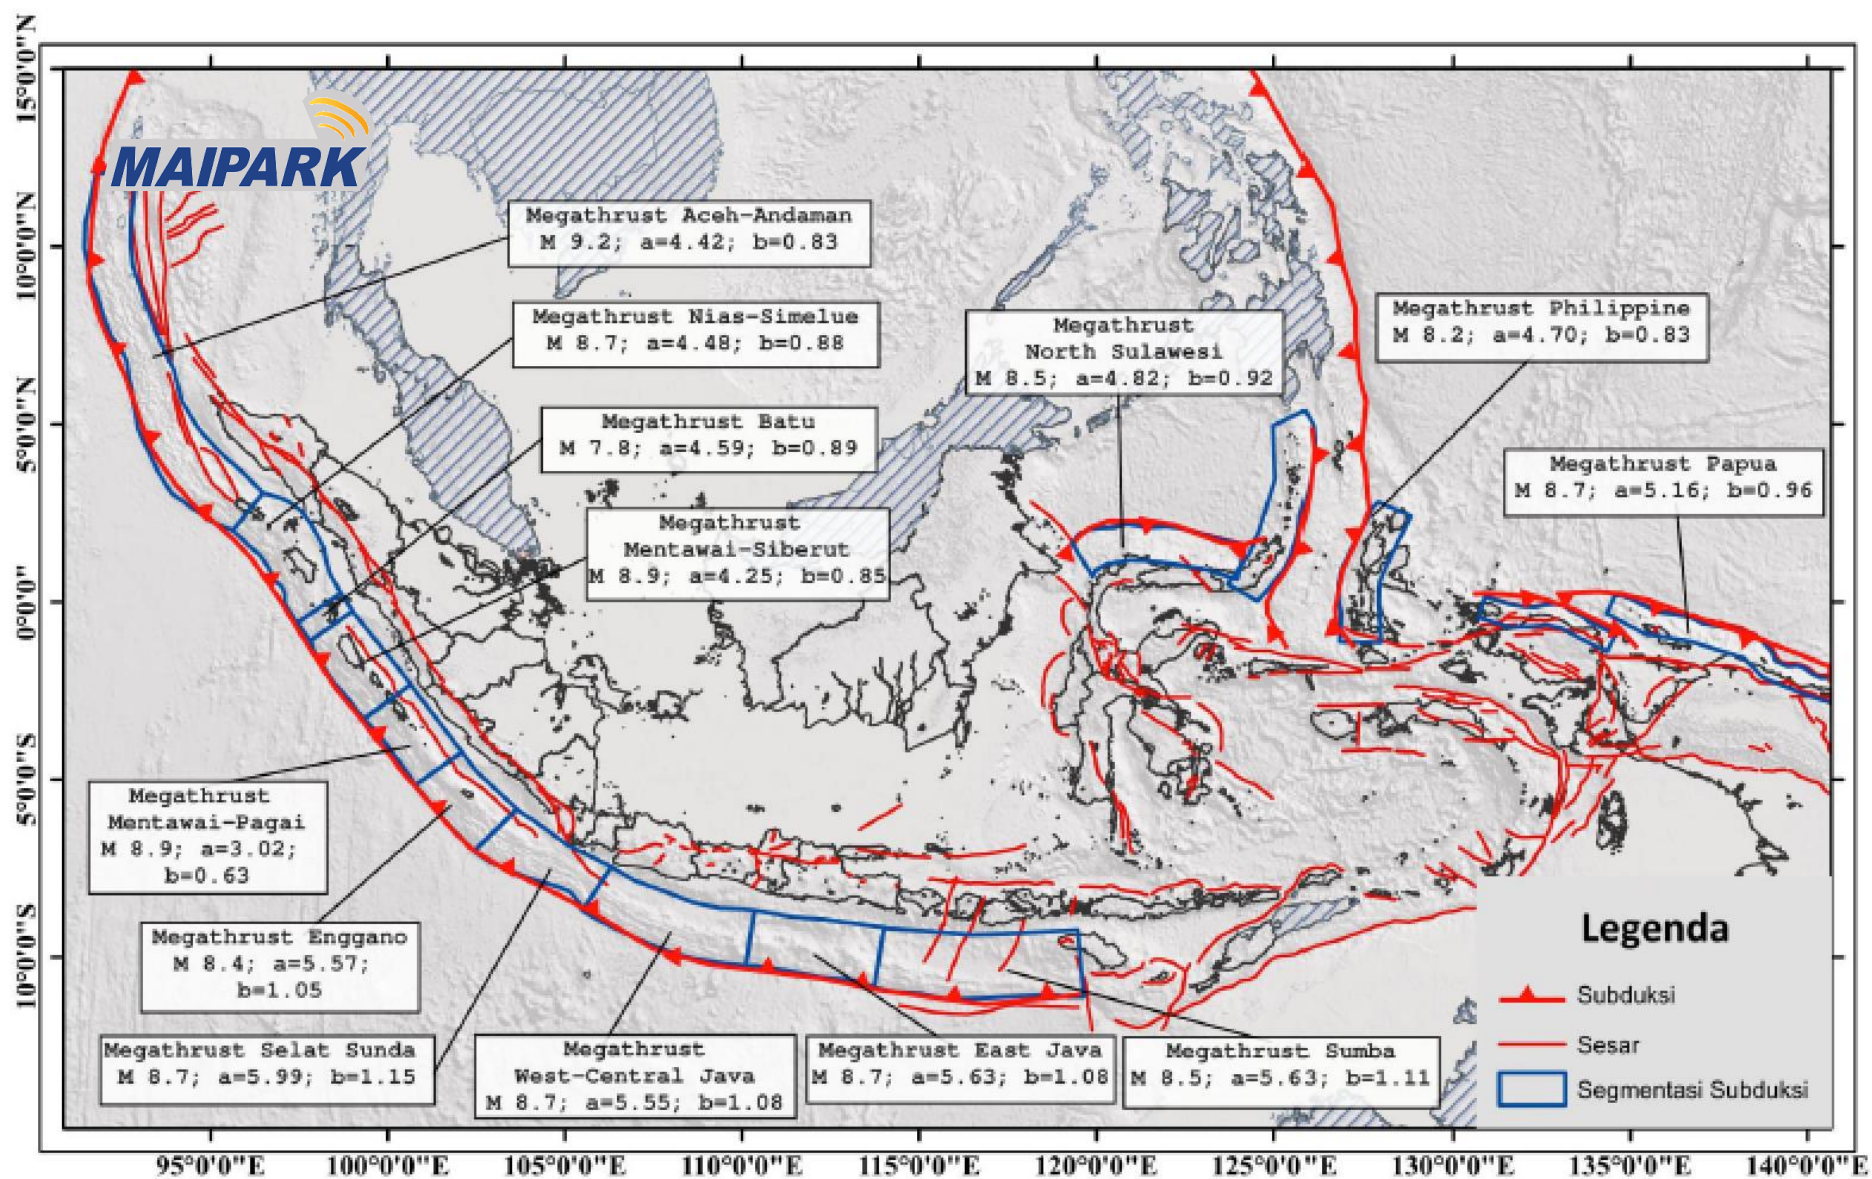 MAIPARK
15°0'0"N
10°0'0"N
5°0'0"N
0°0'0"
5°0'0"S
10°0'0"S
Megathrust Aceh-Andaman
M 9.2; a=4.42; b=0.83
Megathrust Nias-Simelue
M 8.7; a=4.48; b=0.88
Megathrust Batu
M 7.8; a=4.59; b=0.89
Megathrust
Mentawai-Siberut
M 8.9; a=4.25; b=0.85
Megathrust
North Sulawesi
M 8.5; a=4.82; b=0.92
Megathrust Philippine
M 8.2; a=4.70; b=0.83
Megathrust Papua
M 8.7; a=5.16; b=0.96
Megathrust
Mentawai-Pagai
M 8.9; a=3.02;
b=0.63
Megathrust Enggano
M 8.4; a=5.57;
b=1.05
Megathrust Selat Sunda
M 8.7; a=5.99; b=1.15
Megathrust
West-Central Java
M 8.7; a=5.55; b=1.08
Megathrust East Java
M 8.7; a=5.63; b=1.08
Megathrust Sumba
M 8.5; a=5.63; b=1.11
Legenda
Subduksi
Sesar
Segmentasi Subduksi
95°0'0"E
100°0'0"E
105°0'0"E
110°0'0"E
115°0'0"E
120°0'0"E
125°0'0"E
130°0'0"E
135°0'0"E
140°0'0"E